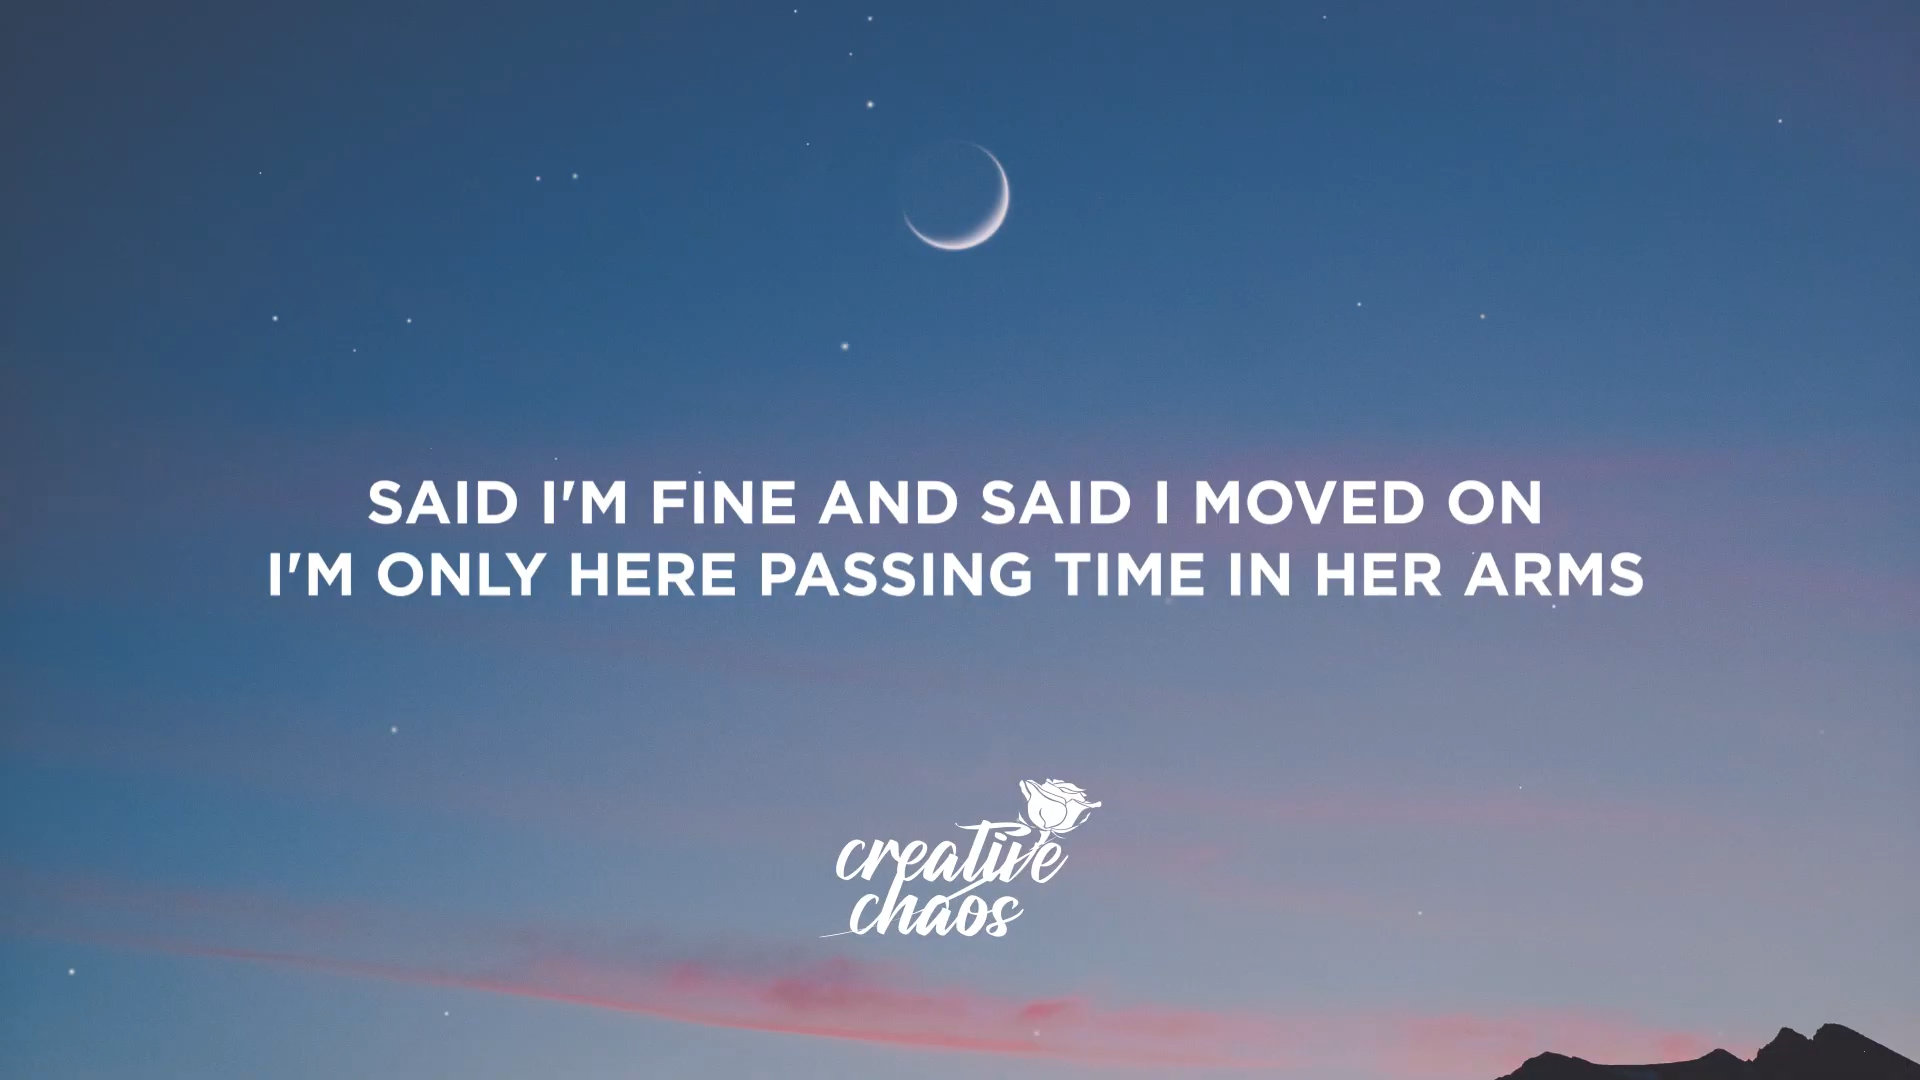 SAID I'M FINE AND SAID I MOVED ON
I'M ONLY HERE PASSING TIME IN HER ARMS
creative
chaos